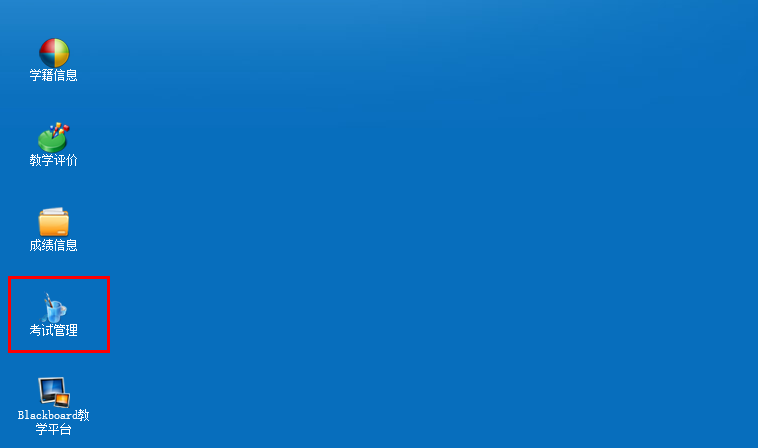 学籍信息
教学评价
成绩信息
考试管理
Blackboard教
学平台